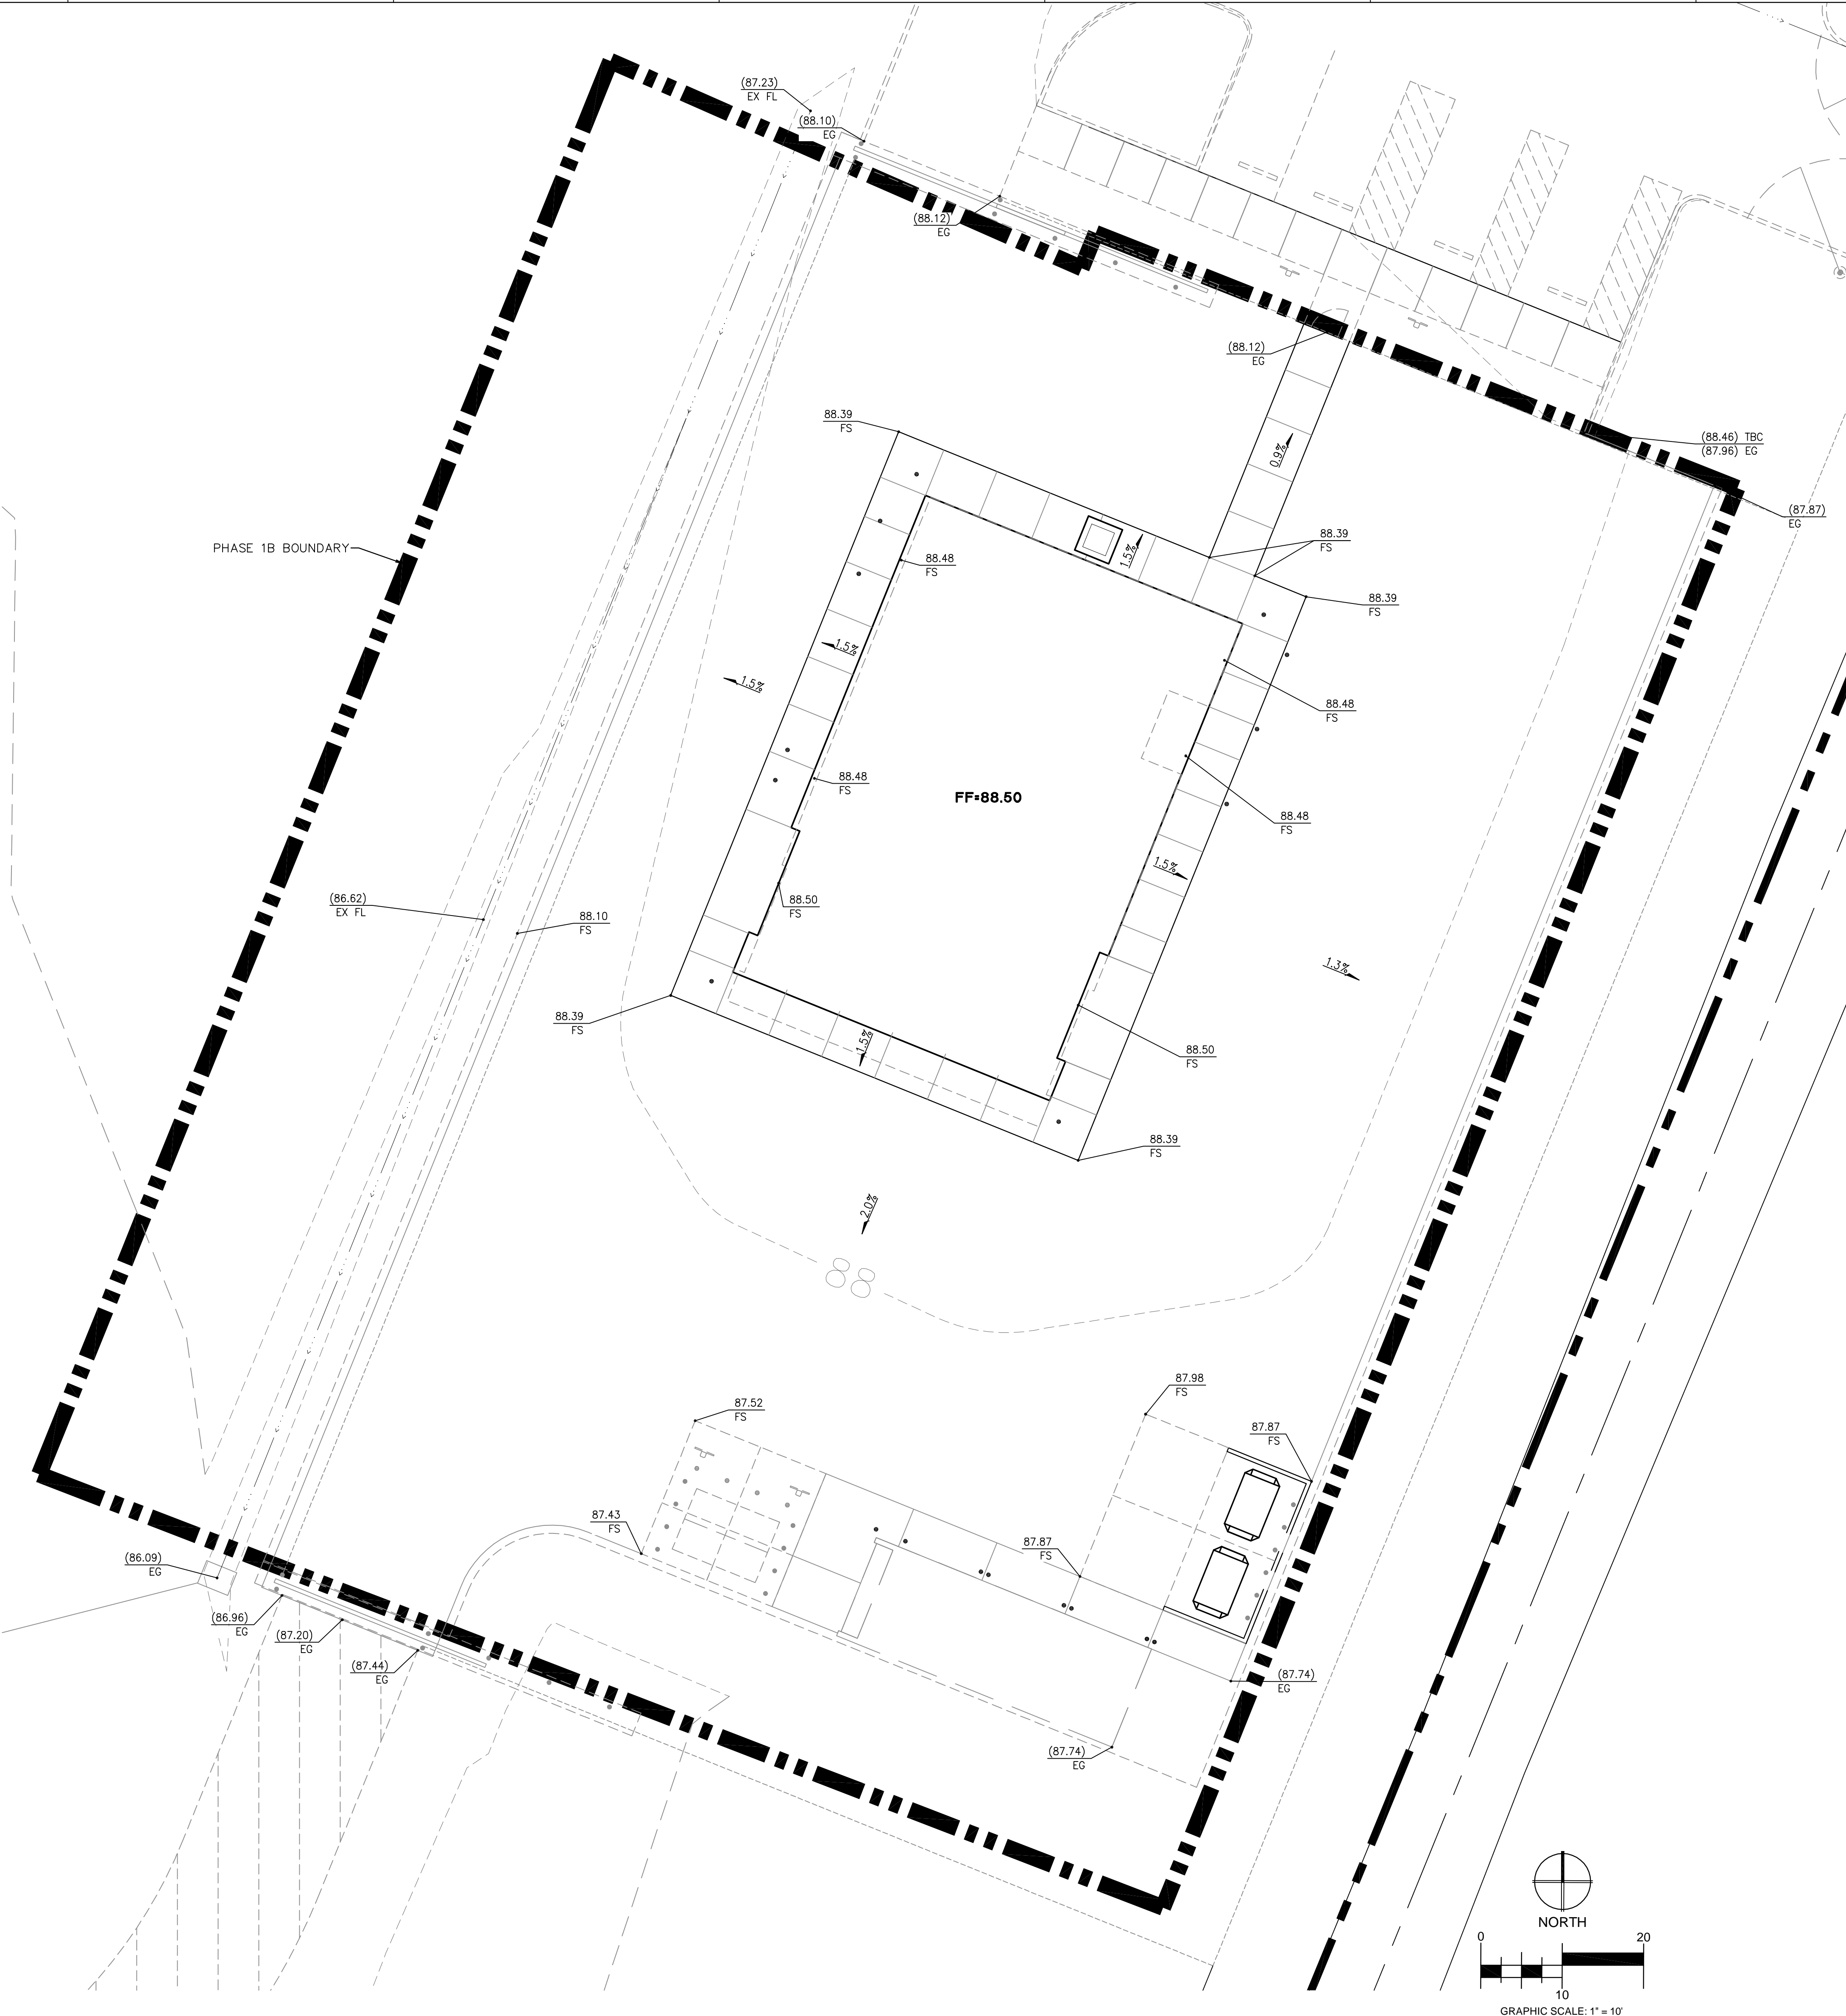 (87.23)
EX FL
(88.10)
EG
(88.12)
EG
(88.12)
EG
88.39
FS
0.9%
(88.46) TBC
(87.96) EG
(87.87)
EG
PHASE 1B BOUNDARY
88.48
FS
88.39
FS
1.5%
88.39
FS
1.5%
1.5%
88.48
FS
88.48
FS
FF=88.50
88.48
FS
1.5%
(86.62)
EX FL
88.10
FS
88.50
FS
1.3%
88.39
FS
1.5%
88.50
FS
88.39
FS
2.0%
88
87.52
FS
87.98
FS
87.87
FS
87.43
FS
87.87
FS
(86.09)
EG
(86.96)
EG
(87.20)
EG
(87.44)
EG
(87.74)
EG
(87.74)
EG
NORTH
0 20
10
GRAPHIC SCALE: 1" = 10'